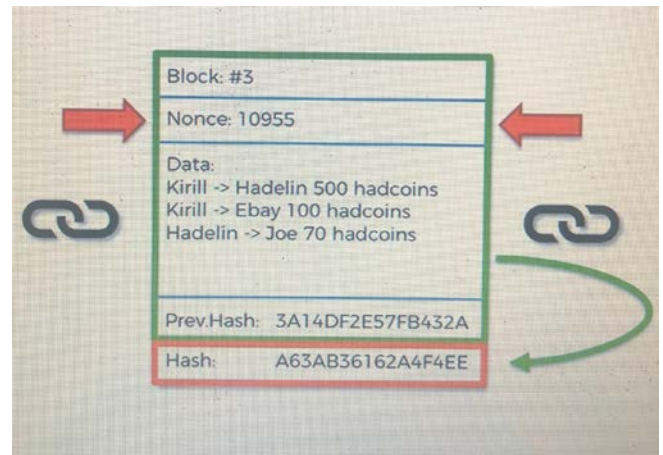 Block: #3
Nonce: 10955
Data:
Kirill -> Hadelin 500 hadcoins
Kirill -> Ebay 100 hadcoins
Hadelin -> Joe 70 hadcoins
Prev.Hash: 3A14DF2E57FB432A
Hash: A63AB36162A4F4EE